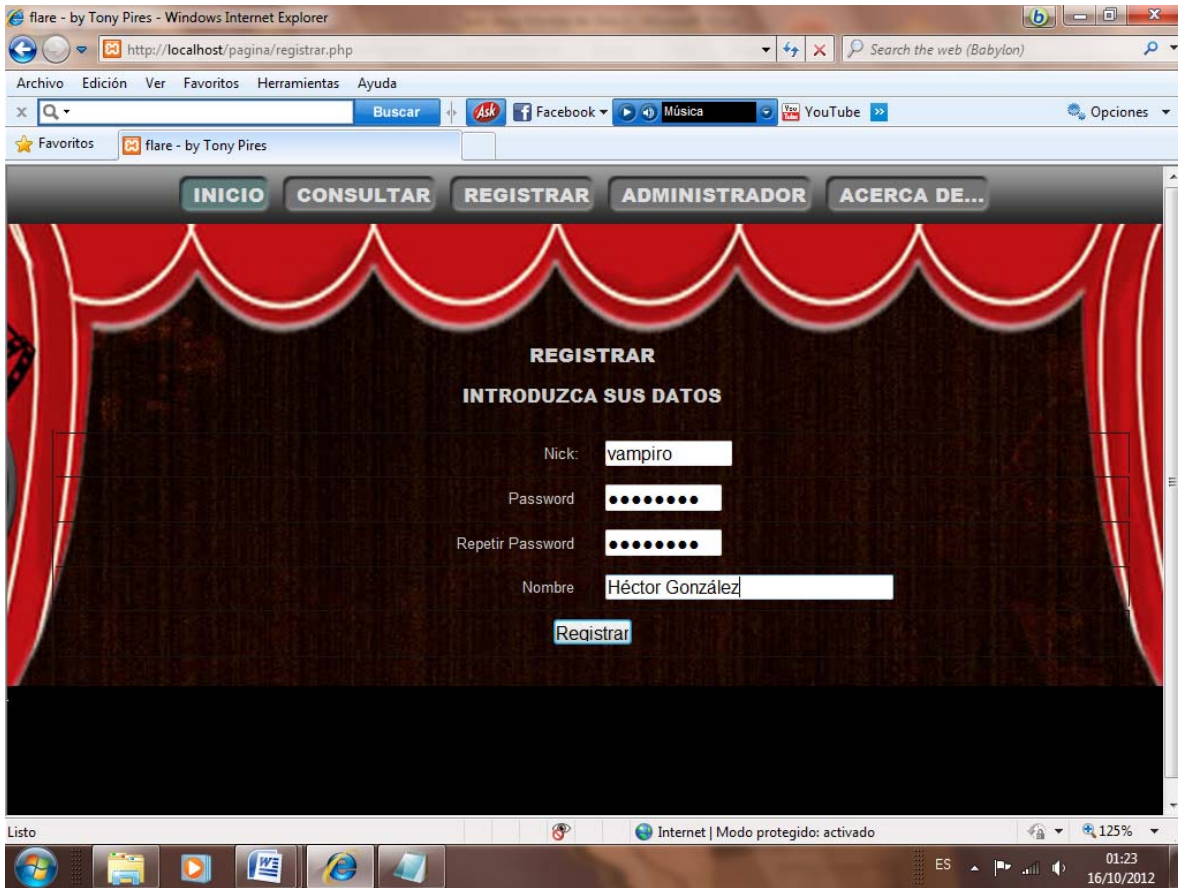 flare - by Tony Pires - Windows Internet Explorer
http://localhost/pagina/registrar.php
Search the web (Babylon)
Archivo Edición Ver Favoritos Herramientas Ayuda
Buscar Ask Facebook Música YouTube Opciones
Favoritos flare - by Tony Pires
INICIO CONSULTAR REGISTRAR ADMINISTRADOR ACERCA DE...
REGISTRAR
INTRODUZCA SUS DATOS
Nick: vampiro
Password ●●●●●●●●
Repetir Password ●●●●●●●●
Nombre Héctor González
Registrar
Listo Internet | Modo protegido: activado 125%
ES 01:23
16/10/2012